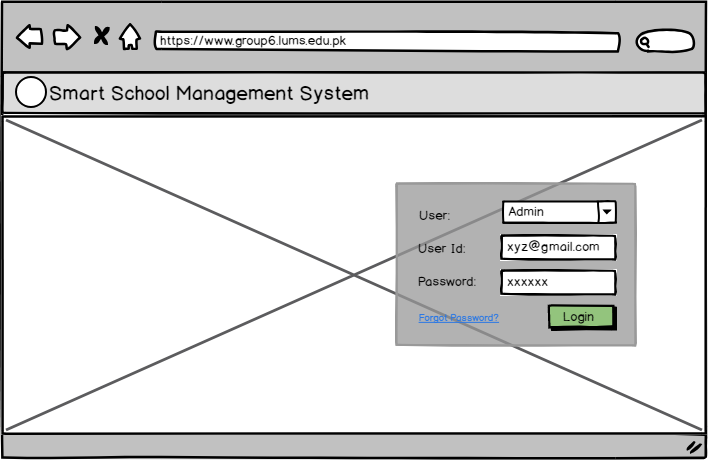 https://www.group6.lums.edu.pk
Smart School Management System
User: Admin
User Id: xyz@gmail.com
Password: xxxxxx
Forgot Password? Login